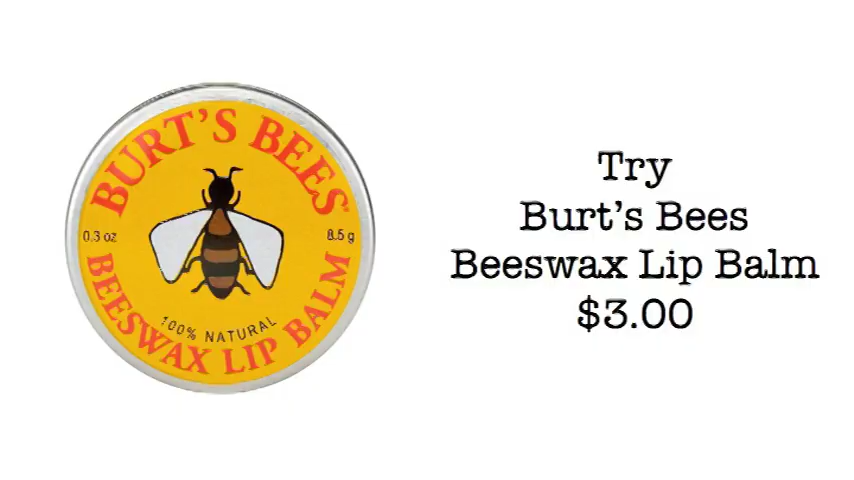 BURT'S BEES®
0.3 oz
8.5 g
100% NATURAL
BEESWAX LIP BALM
Try
Burt's Bees
Beeswax Lip Balm
$3.00